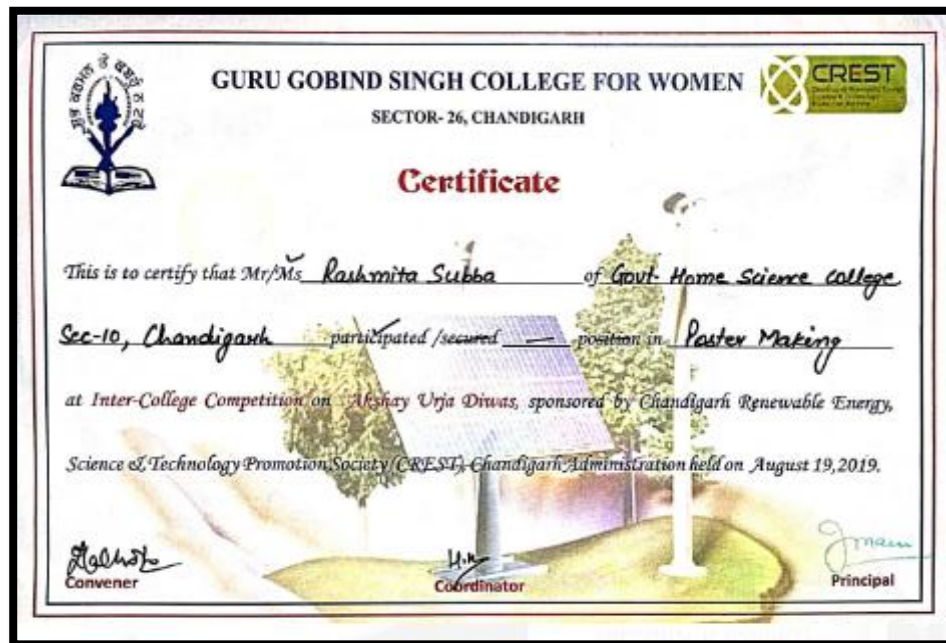 GURU GOBIND SINGH COLLEGE FOR WOMEN
CREST
SECTOR- 26, CHANDIGARH
Certificate
This is to certify that Mr/Ms Rashmita Subba of Govt- Home Science College
Sec-10, Chandigarh participated /secured — position in Poster Making
at Inter-College Competition on Akshay Urja Diwas, sponsored by Chandigarh Renewable Energy,
Science & Technology Promotion Society (CREST) Chandigarh Administration held on August 19,2019.
Convener
Coordinator
Principal